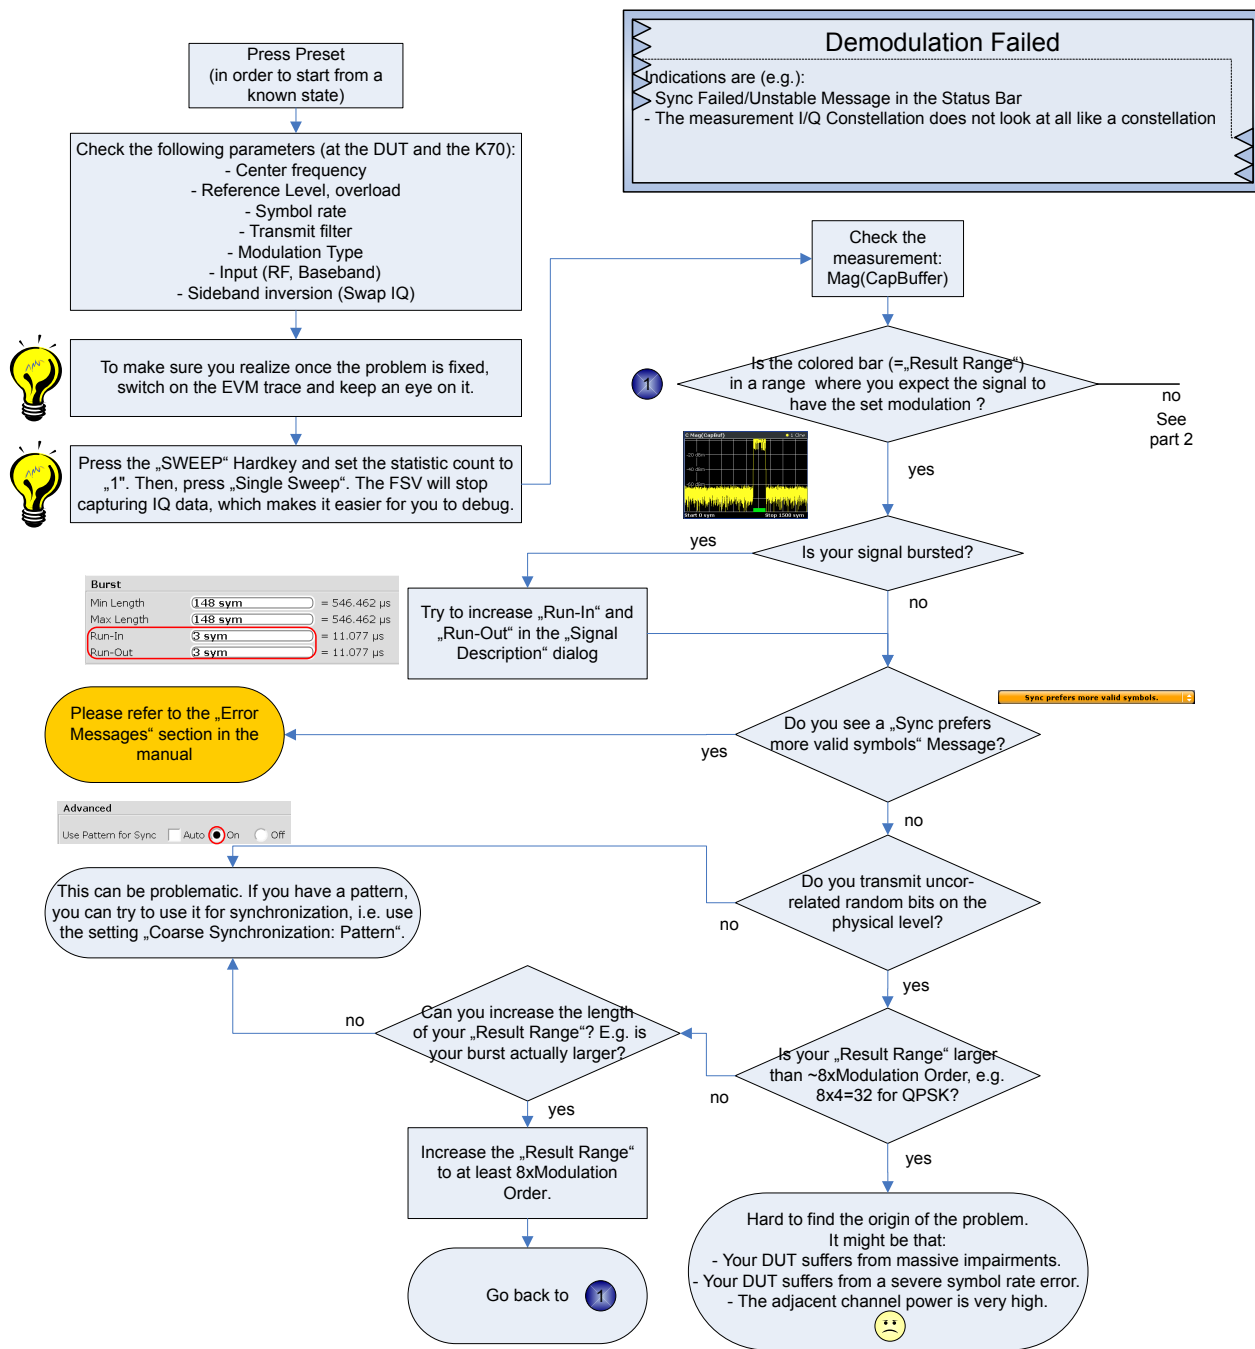 Demodulation Failed
Indications are (e.g.):
- Sync Failed/Unstable Message in the Status Bar
- The measurement I/Q Constellation does not look at all like a constellation
Press Preset
(in order to start from a
known state)
Check the following parameters (at the DUT and the K70):
- Center frequency
- Reference Level, overload
- Symbol rate
- Transmit filter
- Modulation Type
- Input (RF, Baseband)
- Sideband inversion (Swap IQ)
To make sure you realize once the problem is fixed,
switch on the EVM trace and keep an eye on it.
Press the „SWEEP“ Hardkey and set the statistic count to
„1". Then, press „Single Sweep“. The FSV will stop
capturing IQ data, which makes it easier for you to debug.
Check the
measurement:
Mag(CapBuffer)
1
Is the colored bar (=„Result Range“)
in a range where you expect the signal to
have the set modulation ?
no
See
part 2
yes
C Mag(CapBuf)
1 Clrw
-20 dBm
-40 dBm
-60 dBm
Start 0 sym
Stop 1500 sym
Is your signal bursted?
yes
no
Try to increase „Run-In“ and
„Run-Out“ in the „Signal
Description“ dialog
Burst
Min Length 148 sym = 546.462 µs
Max Length 148 sym = 546.462 µs
Run-In 3 sym = 11.077 µs
Run-Out 3 sym = 11.077 µs
Sync prefers more valid symbols.
Do you see a „Sync prefers
more valid symbols“ Message?
yes
no
Please refer to the „Error
Messages“ section in the
manual
Advanced
Use Pattern for Sync Auto On Off
This can be problematic. If you have a pattern,
you can try to use it for synchronization, i.e. use
the setting „Coarse Synchronization: Pattern“.
Do you transmit uncor-
related random bits on the
physical level?
no
yes
Is your „Result Range“ larger
than ~8xModulation Order, e.g.
8x4=32 for QPSK?
no
yes
Can you increase the length
of your „Result Range“? E.g. is
your burst actually larger?
no
yes
Increase the „Result Range“
to at least 8xModulation
Order.
Go back to 1
Hard to find the origin of the problem.
It might be that:
- Your DUT suffers from massive impairments.
- Your DUT suffers from a severe symbol rate error.
- The adjacent channel power is very high.